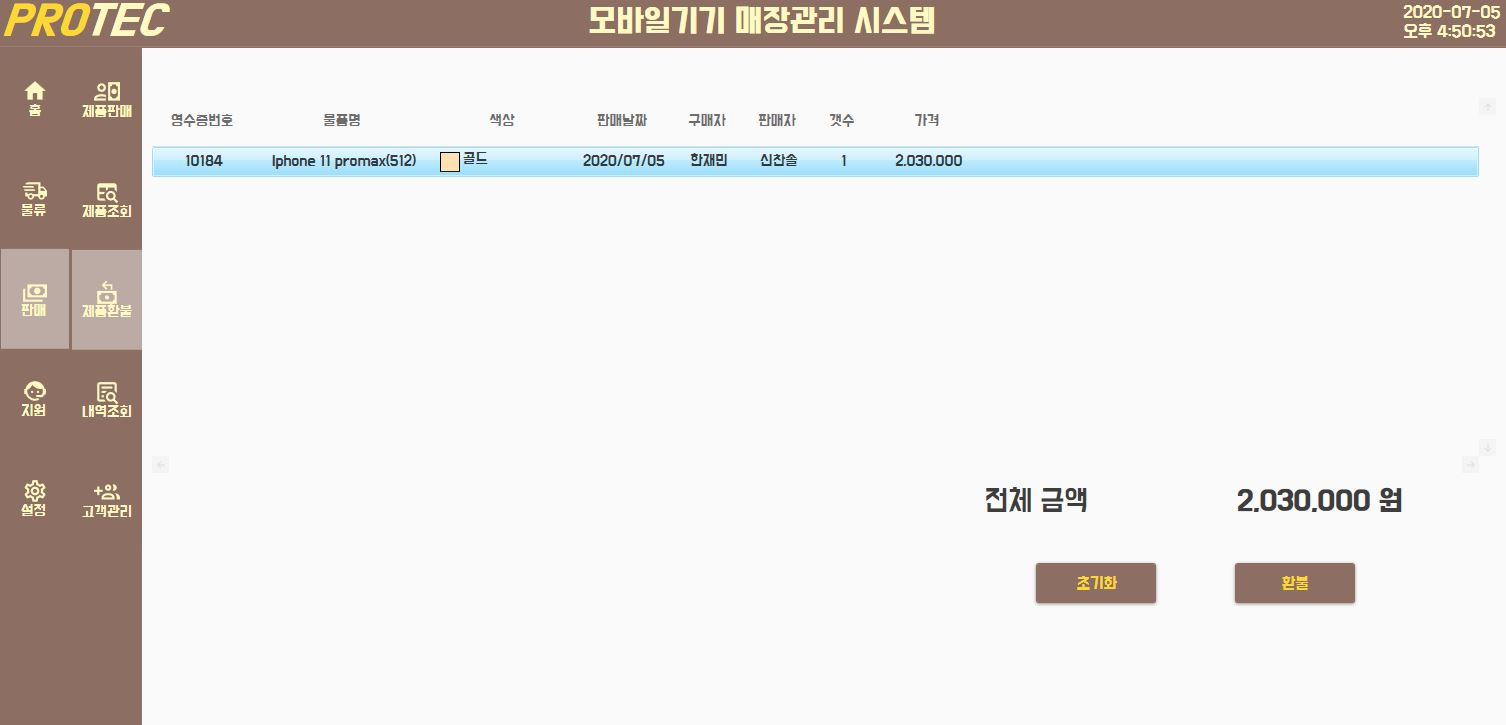 PROTEC
모바일기기 매장관리 시스템
2020-07-05
오후 4:50:53
홈
제품판매
물류
제품조회
판매
제품환불
지원
내역조회
설정
고객관리
영수증번호 물품명 색상 판매날짜 구매자 판매자 갯수 가격
10184 Iphone 11 promax(512) 골드 2020/07/05 한재민 신찬솔 1 2.030.000
전체 금액 2,030,000 원
초기화 환불